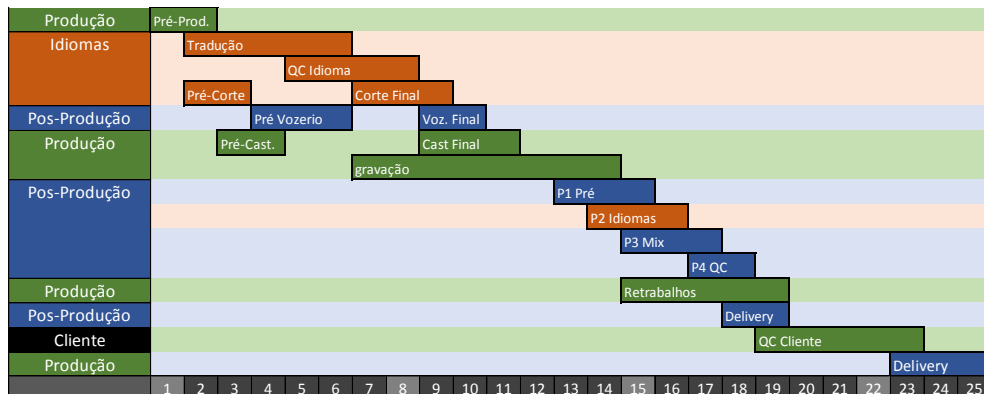 Produção Pré-Prod.
Idiomas Tradução
QC Idioma
Pré-Corte Corte Final
Pos-Produção Pré Vozerio Voz. Final
Produção Pré-Cast. Cast Final
gravação
Pos-Produção P1 Pré
P2 Idiomas
P3 Mix
P4 QC
Produção Retrabalhos
Pos-Produção Delivery
Cliente QC Cliente
Produção Delivery
1 2 3 4 5 6 7 8 9 10 11 12 13 14 15 16 17 18 19 20 21 22 23 24 25